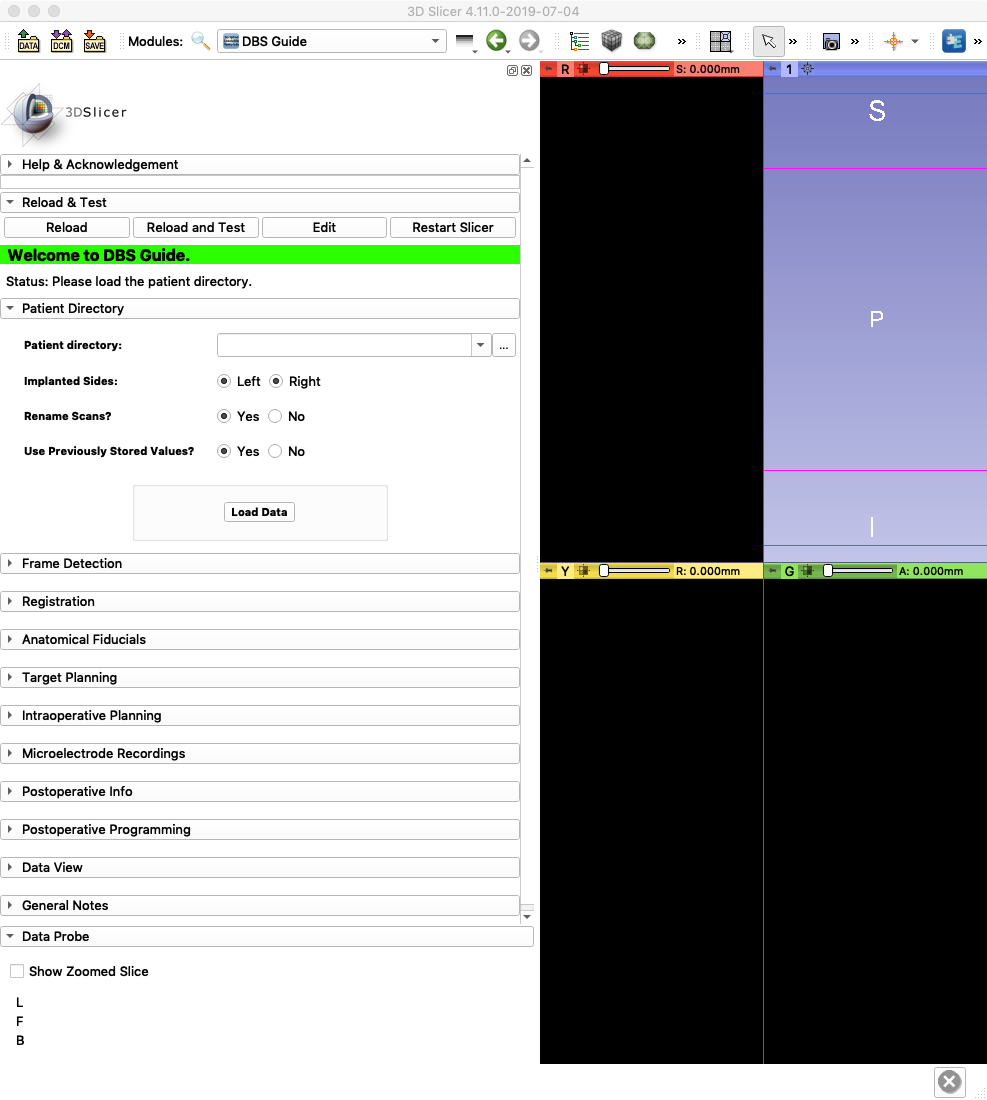 3D Slicer 4.11.0-2019-07-04
DATA DCM SAVE Modules: DBS Guide » » »
3DSlicer
Help & Acknowledgement
Reload & Test
Reload Reload and Test Edit Restart Slicer
Welcome to DBS Guide.
Status: Please load the patient directory.
Patient Directory
Patient directory: ...
Implanted Sides: Left Right
Rename Scans? Yes No
Use Previously Stored Values? Yes No
Load Data
Frame Detection
Registration
Anatomical Fiducials
Target Planning
Intraoperative Planning
Microelectrode Recordings
Postoperative Info
Postoperative Programming
Data View
General Notes
Data Probe
Show Zoomed Slice
L
F
B
R S: 0.000mm
1
S
P
I
Y R: 0.000mm
G A: 0.000mm